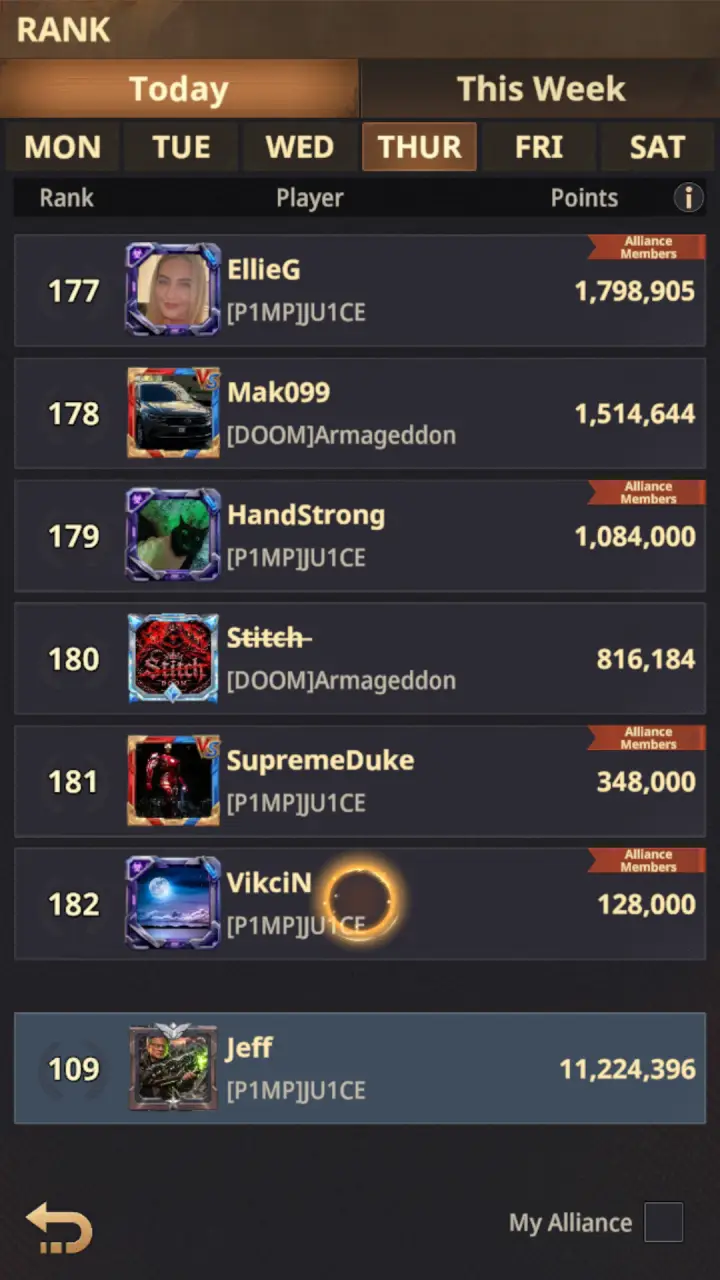 RANK
Today This Week
MON TUE WED THUR FRI SAT
Rank Player Points i
Alliance
Members
177 EllieG 1,798,905
[P1MP]JU1CE
VS
178 Mak099 1,514,644
[DOOM]Armageddon
Alliance
Members
179 HandStrong 1,084,000
[P1MP]JU1CE
Stitch
DOOM
180 Stitch- 816,184
[DOOM]Armageddon
Alliance
Members
VS
181 SupremeDuke 348,000
[P1MP]JU1CE
Alliance
Members
182 VikciN 128,000
[P1MP]JU1CE
109 Jeff 11,224,396
[P1MP]JU1CE
My Alliance